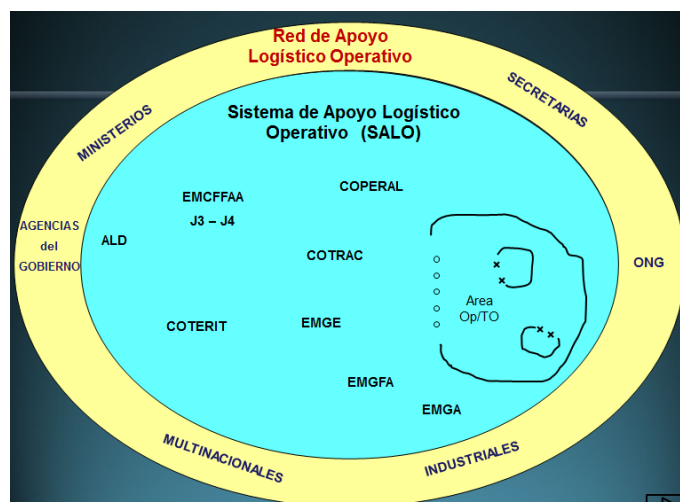 Red de Apoyo
Logístico Operativo
MINISTERIOS
SECRETARIAS
Sistema de Apoyo Logístico
Operativo (SALO)
COPERAL
EMCFFAA
J3 – J4
AGENCIAS
del
GOBIERNO
ALD
COTRAC
ONG
Area
Op/TO
COTERIT
EMGE
EMGFA
EMGA
MULTINACIONALES
INDUSTRIALES